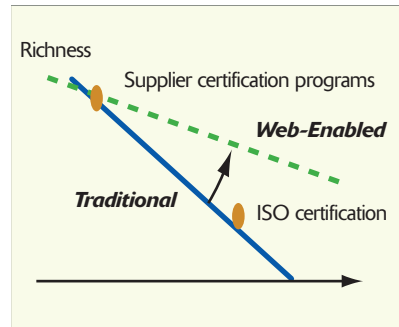 Richness
Supplier certification programs
Web-Enabled
Traditional
ISO certification